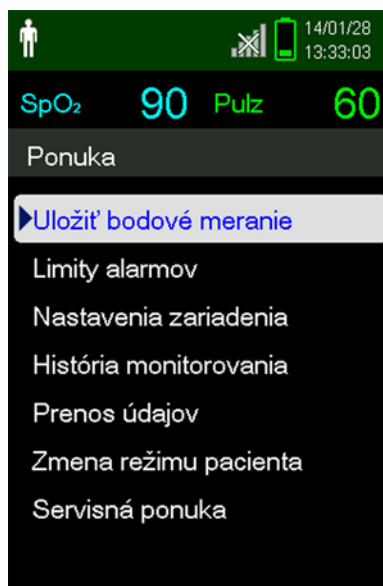 14/01/28
13:33:03
SpO₂ 90 Pulz 60
Ponuka
Uložiť bodové meranie
Limity alarmov
Nastavenia zariadenia
História monitorovania
Prenos údajov
Zmena režimu pacienta
Servisná ponuka